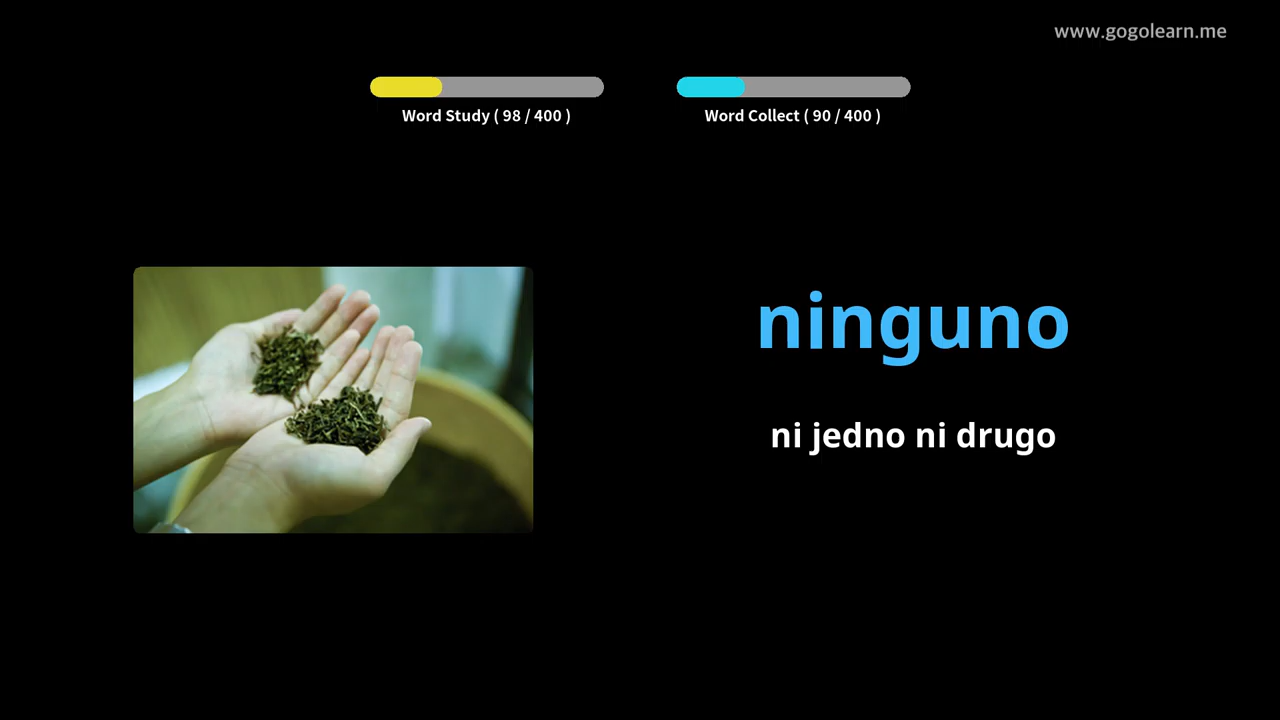 www.gogolearn.me
Word Study ( 98 / 400 )
Word Collect ( 90 / 400 )
ninguno
ni jedno ni drugo